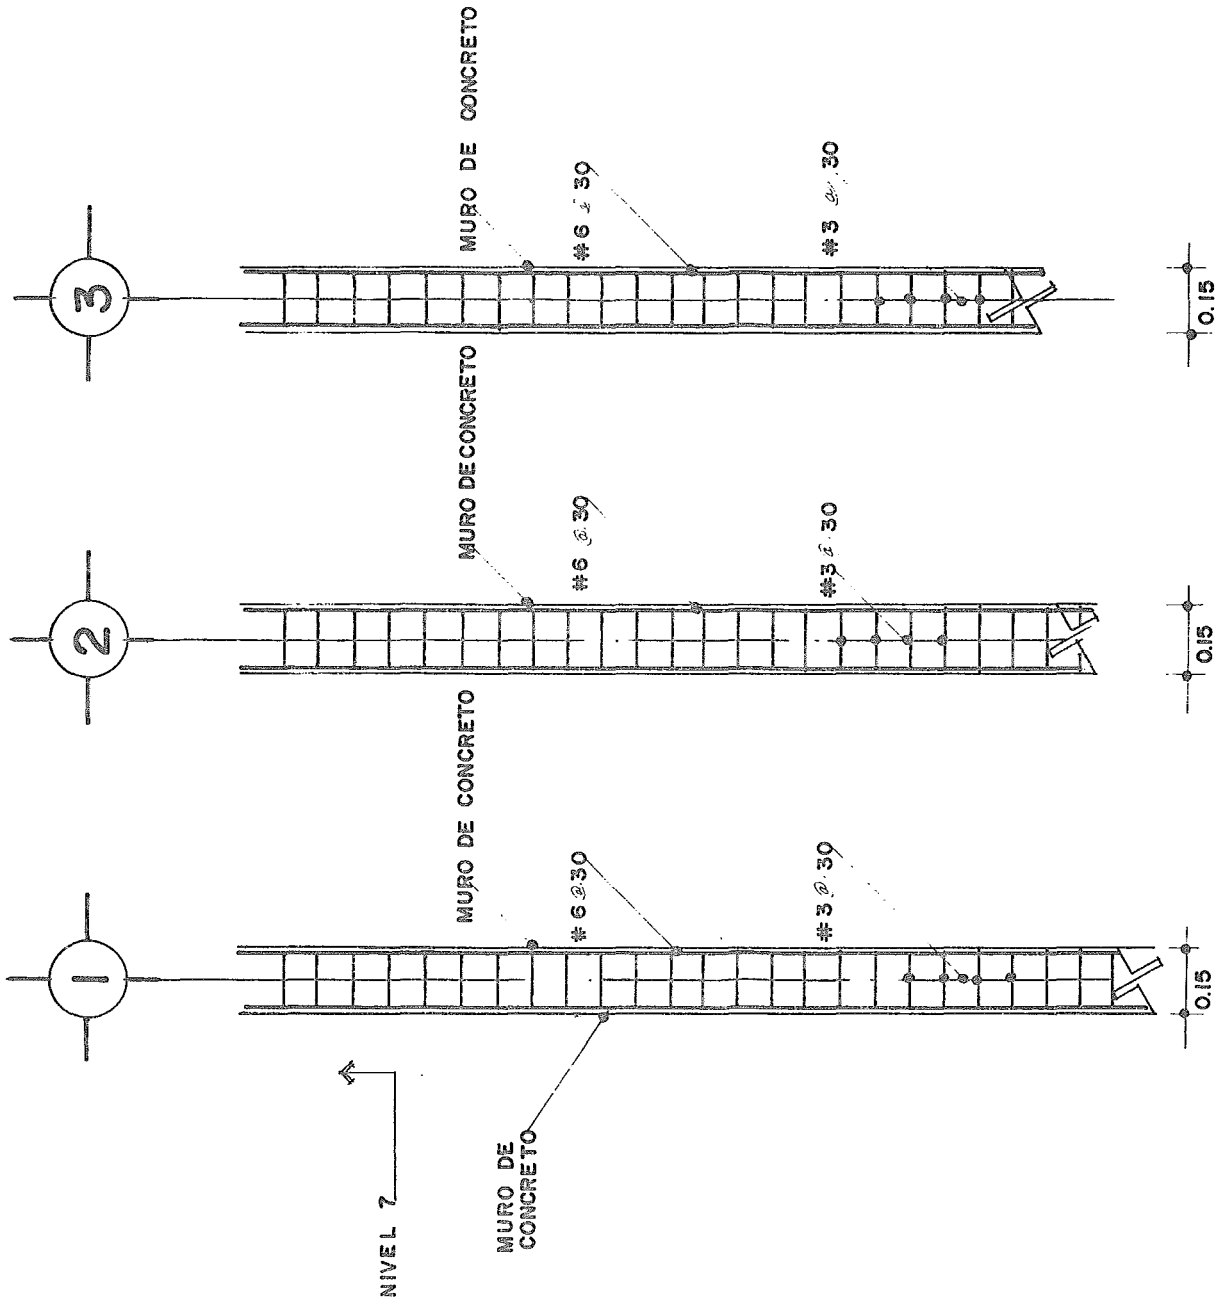 1
2
3
MURO DE CONCRETO
MURO DE CONCRETO
MURO DE CONCRETO
NIVEL 7
MURO DE
CONCRETO
#6@.30
#6 @.30
#6 @ .30
#3@.30
#3@.30
#3 @ .30
0.15
0.15
0.15